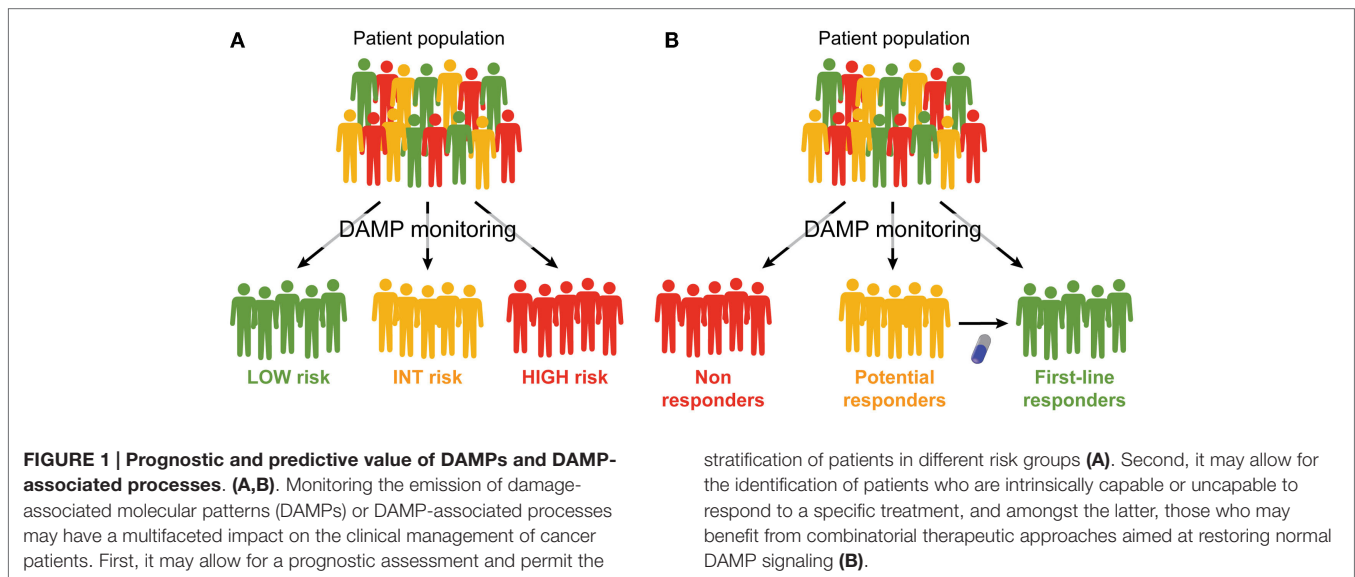 A
Patient population
DAMP monitoring
LOW risk
INT risk
HIGH risk
B
Patient population
DAMP monitoring
Non
responders
Potential
responders
First-line
responders
FIGURE 1 | Prognostic and predictive value of DAMPs and DAMP-
associated processes. (A,B). Monitoring the emission of damage-
associated molecular patterns (DAMPs) or DAMP-associated processes
may have a multifaceted impact on the clinical management of cancer
patients. First, it may allow for a prognostic assessment and permit the
stratification of patients in different risk groups (A). Second, it may allow for
the identification of patients who are intrinsically capable or uncapable to
respond to a specific treatment, and amongst the latter, those who may
benefit from combinatorial therapeutic approaches aimed at restoring normal
DAMP signaling (B).